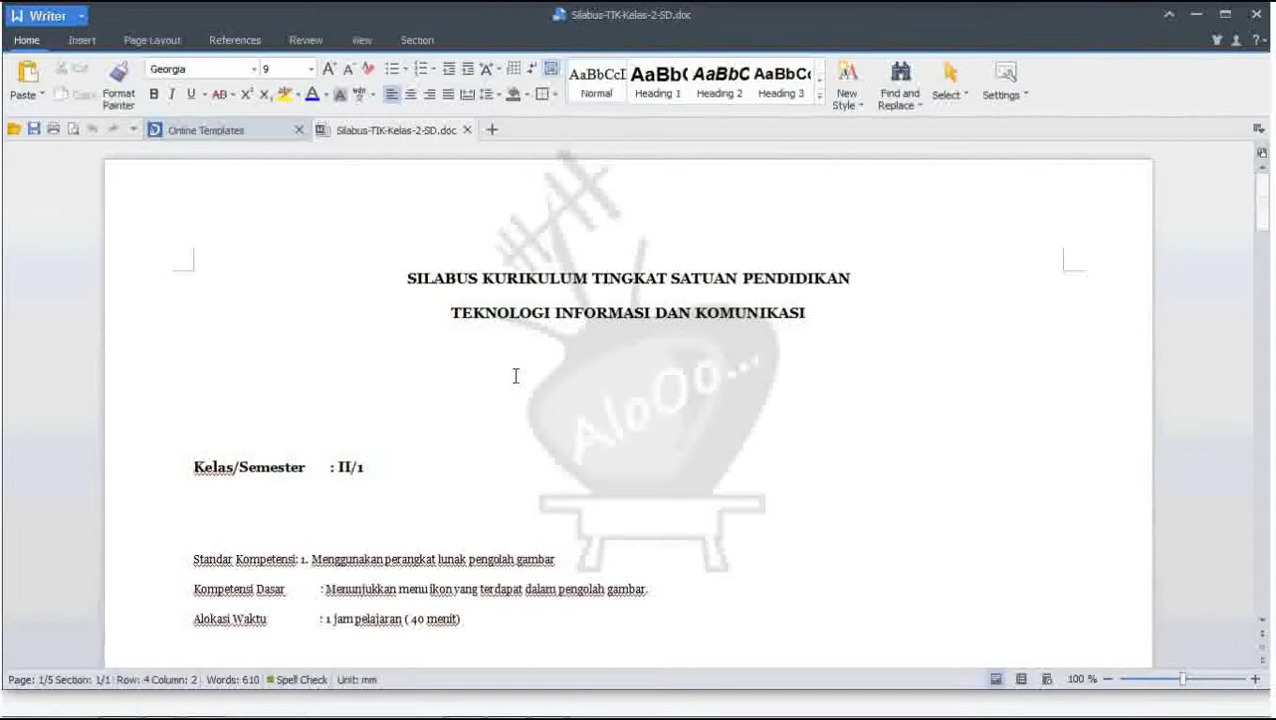 Writer
Silabus-TIK-Kelas-2-SD.doc
Home Insert Page Layout References Review View Section
Georgia 9
AaBbCcD AaBb( AaBbC AaBbCc
Paste Format Painter Normal Heading 1 Heading 2 Heading 3 New Style Find and Replace Select Settings
Online Templates Silabus-TIK-Kelas-2-SD.doc
SILABUS KURIKULUM TINGKAT SATUAN PENDIDIKAN
TEKNOLOGI INFORMASI DAN KOMUNIKASI
AloOo...
Kelas/Semester : II/1
Standar Kompetensi: 1. Menggunakan perangkat lunak pengolah gambar
Kompetensi Dasar : Menunjukkan menu ikon yang terdapat dalam pengolah gambar.
Alokasi Waktu : 1 jam pelajaran ( 40 menit)
Page: 1/5 Section: 1/1 Row: 4 Column: 2 Words: 610 Spell Check Unit: mm 100 %